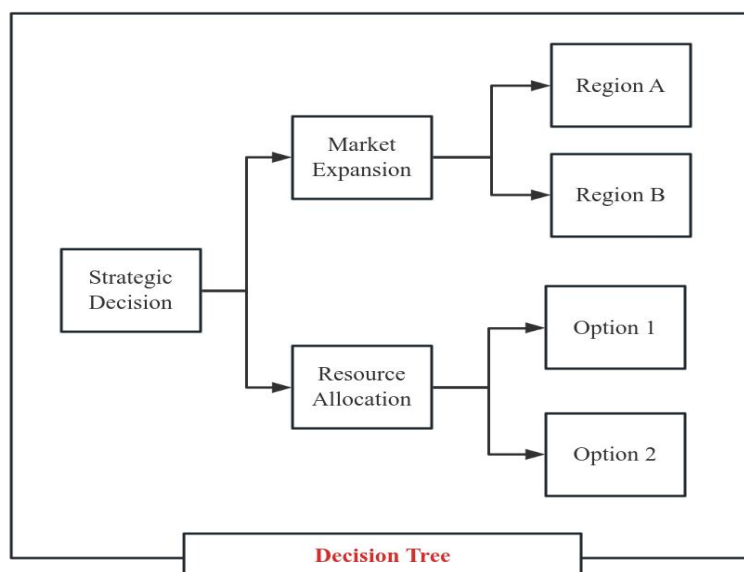 Region A
Market
Expansion
Region B
Strategic
Decision
Option 1
Resource
Allocation
Option 2
Decision Tree